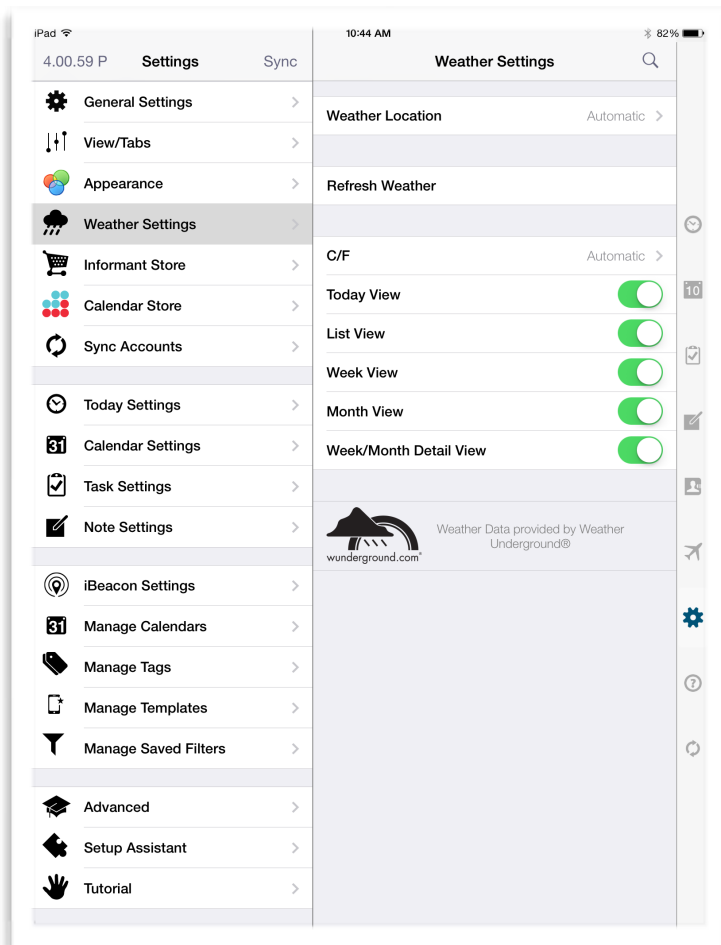 iPad 10:44 AM 82%
4.00.59 P Settings Sync
General Settings
View/Tabs
Appearance
Weather Settings
Informant Store
Calendar Store
Sync Accounts
Today Settings
31 Calendar Settings
Task Settings
Note Settings
iBeacon Settings
31 Manage Calendars
Manage Tags
Manage Templates
Manage Saved Filters
Advanced
Setup Assistant
Tutorial
Weather Settings
Weather Location Automatic
Refresh Weather
C/F Automatic
Today View
List View
Week View
Month View
Week/Month Detail View
wunderground.com®
Weather Data provided by Weather
Underground®
10
?